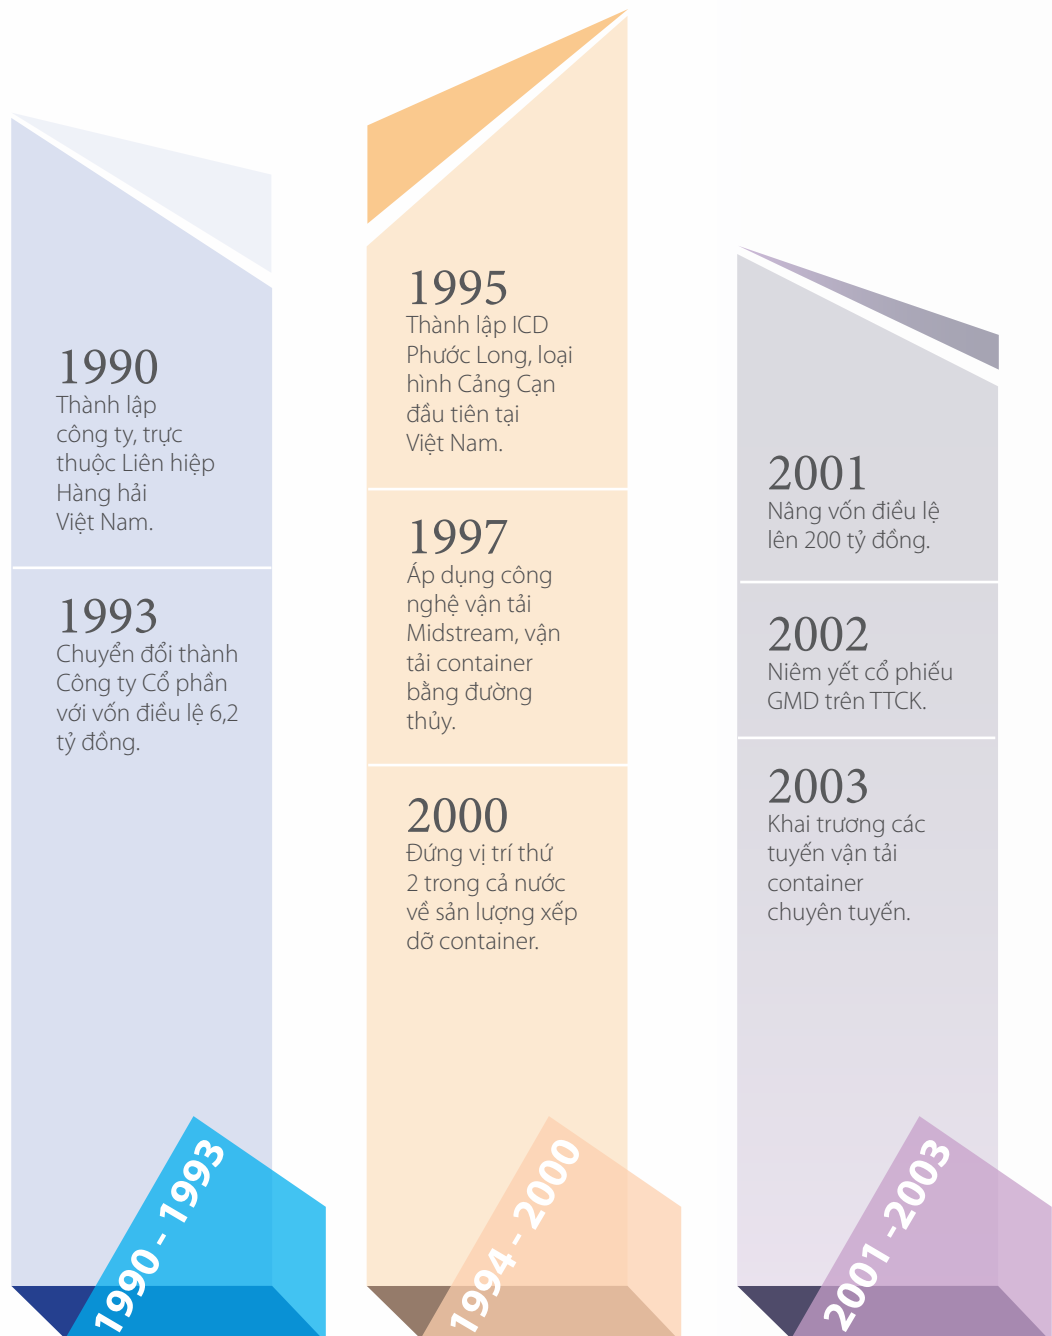 1990
Thành lập
công ty, trực
thuộc Liên hiệp
Hàng hải
Việt Nam.
1993
Chuyển đổi thành
Công ty Cổ phần
với vốn điều lệ 6,2
tỷ đồng.
1990 - 1993
1995
Thành lập ICD
Phước Long, loại
hình Cảng Cạn
đầu tiên tại
Việt Nam.
1997
Áp dụng công
nghệ vận tải
Midstream, vận
tải container
bằng đường
thủy.
2000
Đứng vị trí thứ
2 trong cả nước
về sản lượng xếp
dỡ container.
1994 - 2000
2001
Nâng vốn điều lệ
lên 200 tỷ đồng.
2002
Niêm yết cổ phiếu
GMD trên TTCK.
2003
Khai trương các
tuyến vận tải
container
chuyên tuyến.
2001 -2003